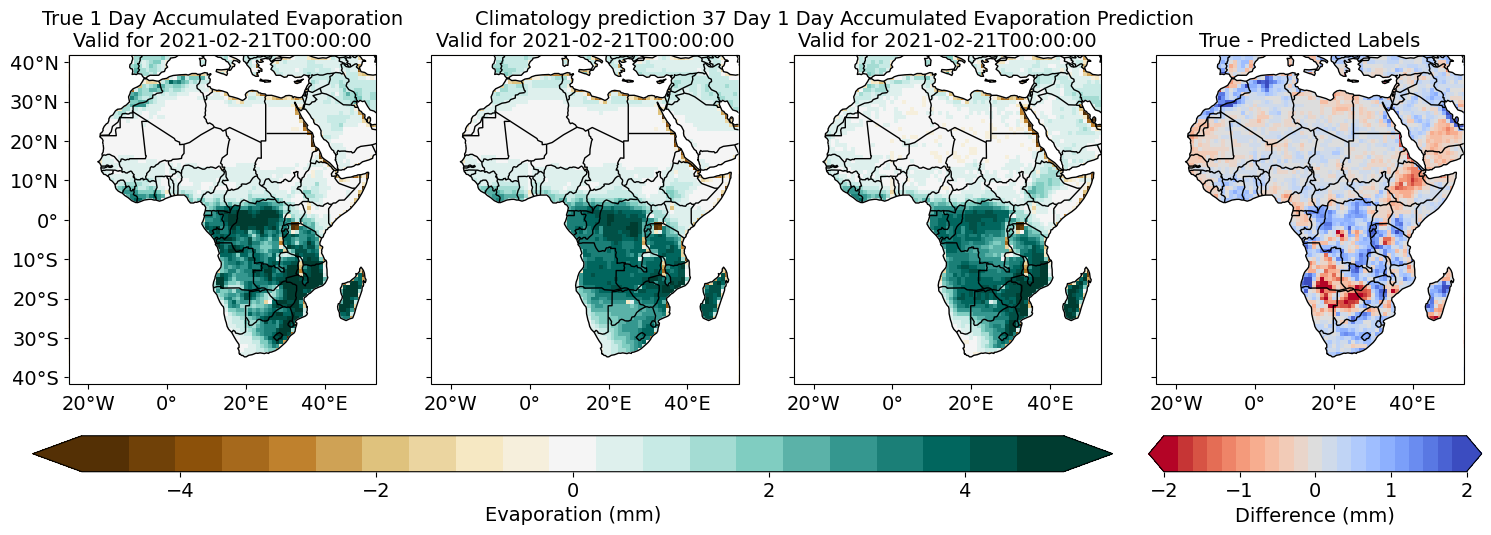 True 1 Day Accumulated Evaporation
Valid for 2021-02-21T00:00:00
Climatology prediction 37 Day 1 Day Accumulated Evaporation Prediction
Valid for 2021-02-21T00:00:00
Valid for 2021-02-21T00:00:00
True - Predicted Labels
40°N
30°N
20°N
10°N
0°
10°S
20°S
30°S
40°S
20°W 0° 20°E 40°E
20°W 0° 20°E 40°E
20°W 0° 20°E 40°E
20°W 0° 20°E 40°E
−4 −2 0 2 4
Evaporation (mm)
−2 −1 0 1 2
Difference (mm)